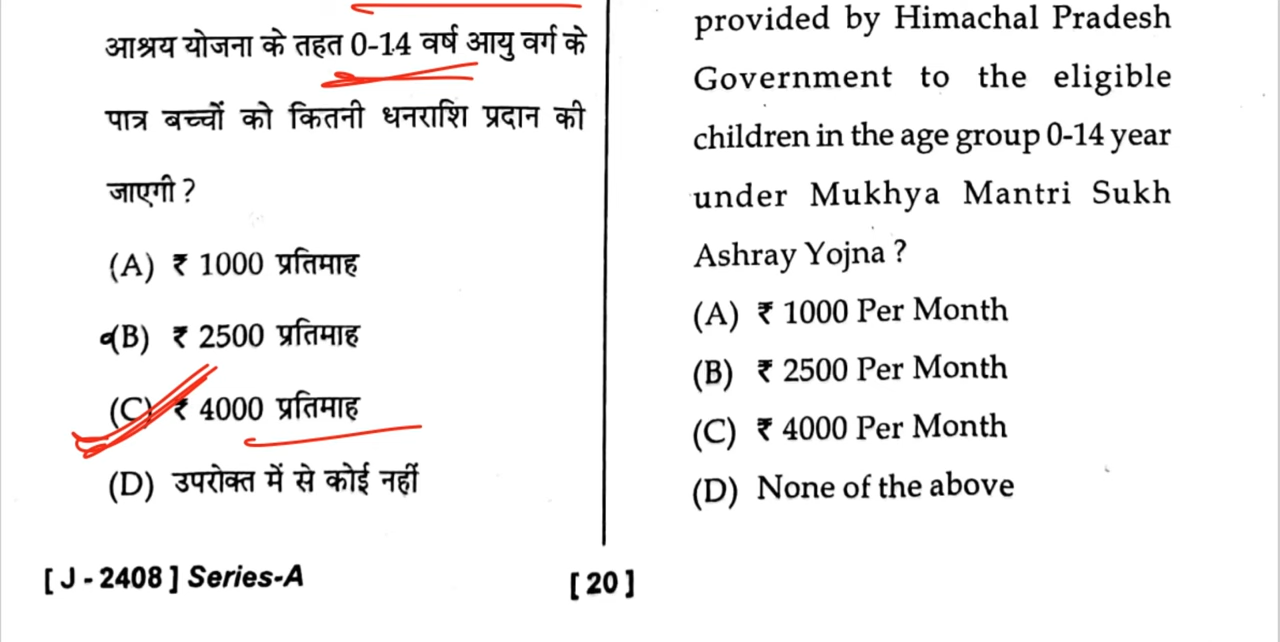 आश्रय योजना के तहत 0-14 वर्ष आयु वर्ग के
पात्र बच्चों को कितनी धनराशि प्रदान की
जाएगी ?
(A) ₹ 1000 प्रतिमाह
(B) ₹ 2500 प्रतिमाह
(C) ₹ 4000 प्रतिमाह
(D) उपरोक्त में से कोई नहीं
provided by Himachal Pradesh
Government to the eligible
children in the age group 0-14 year
under Mukhya Mantri Sukh
Ashray Yojna ?
(A) ₹ 1000 Per Month
(B) ₹ 2500 Per Month
(C) ₹ 4000 Per Month
(D) None of the above
[ J - 2408 ] Series-A
[ 20 ]